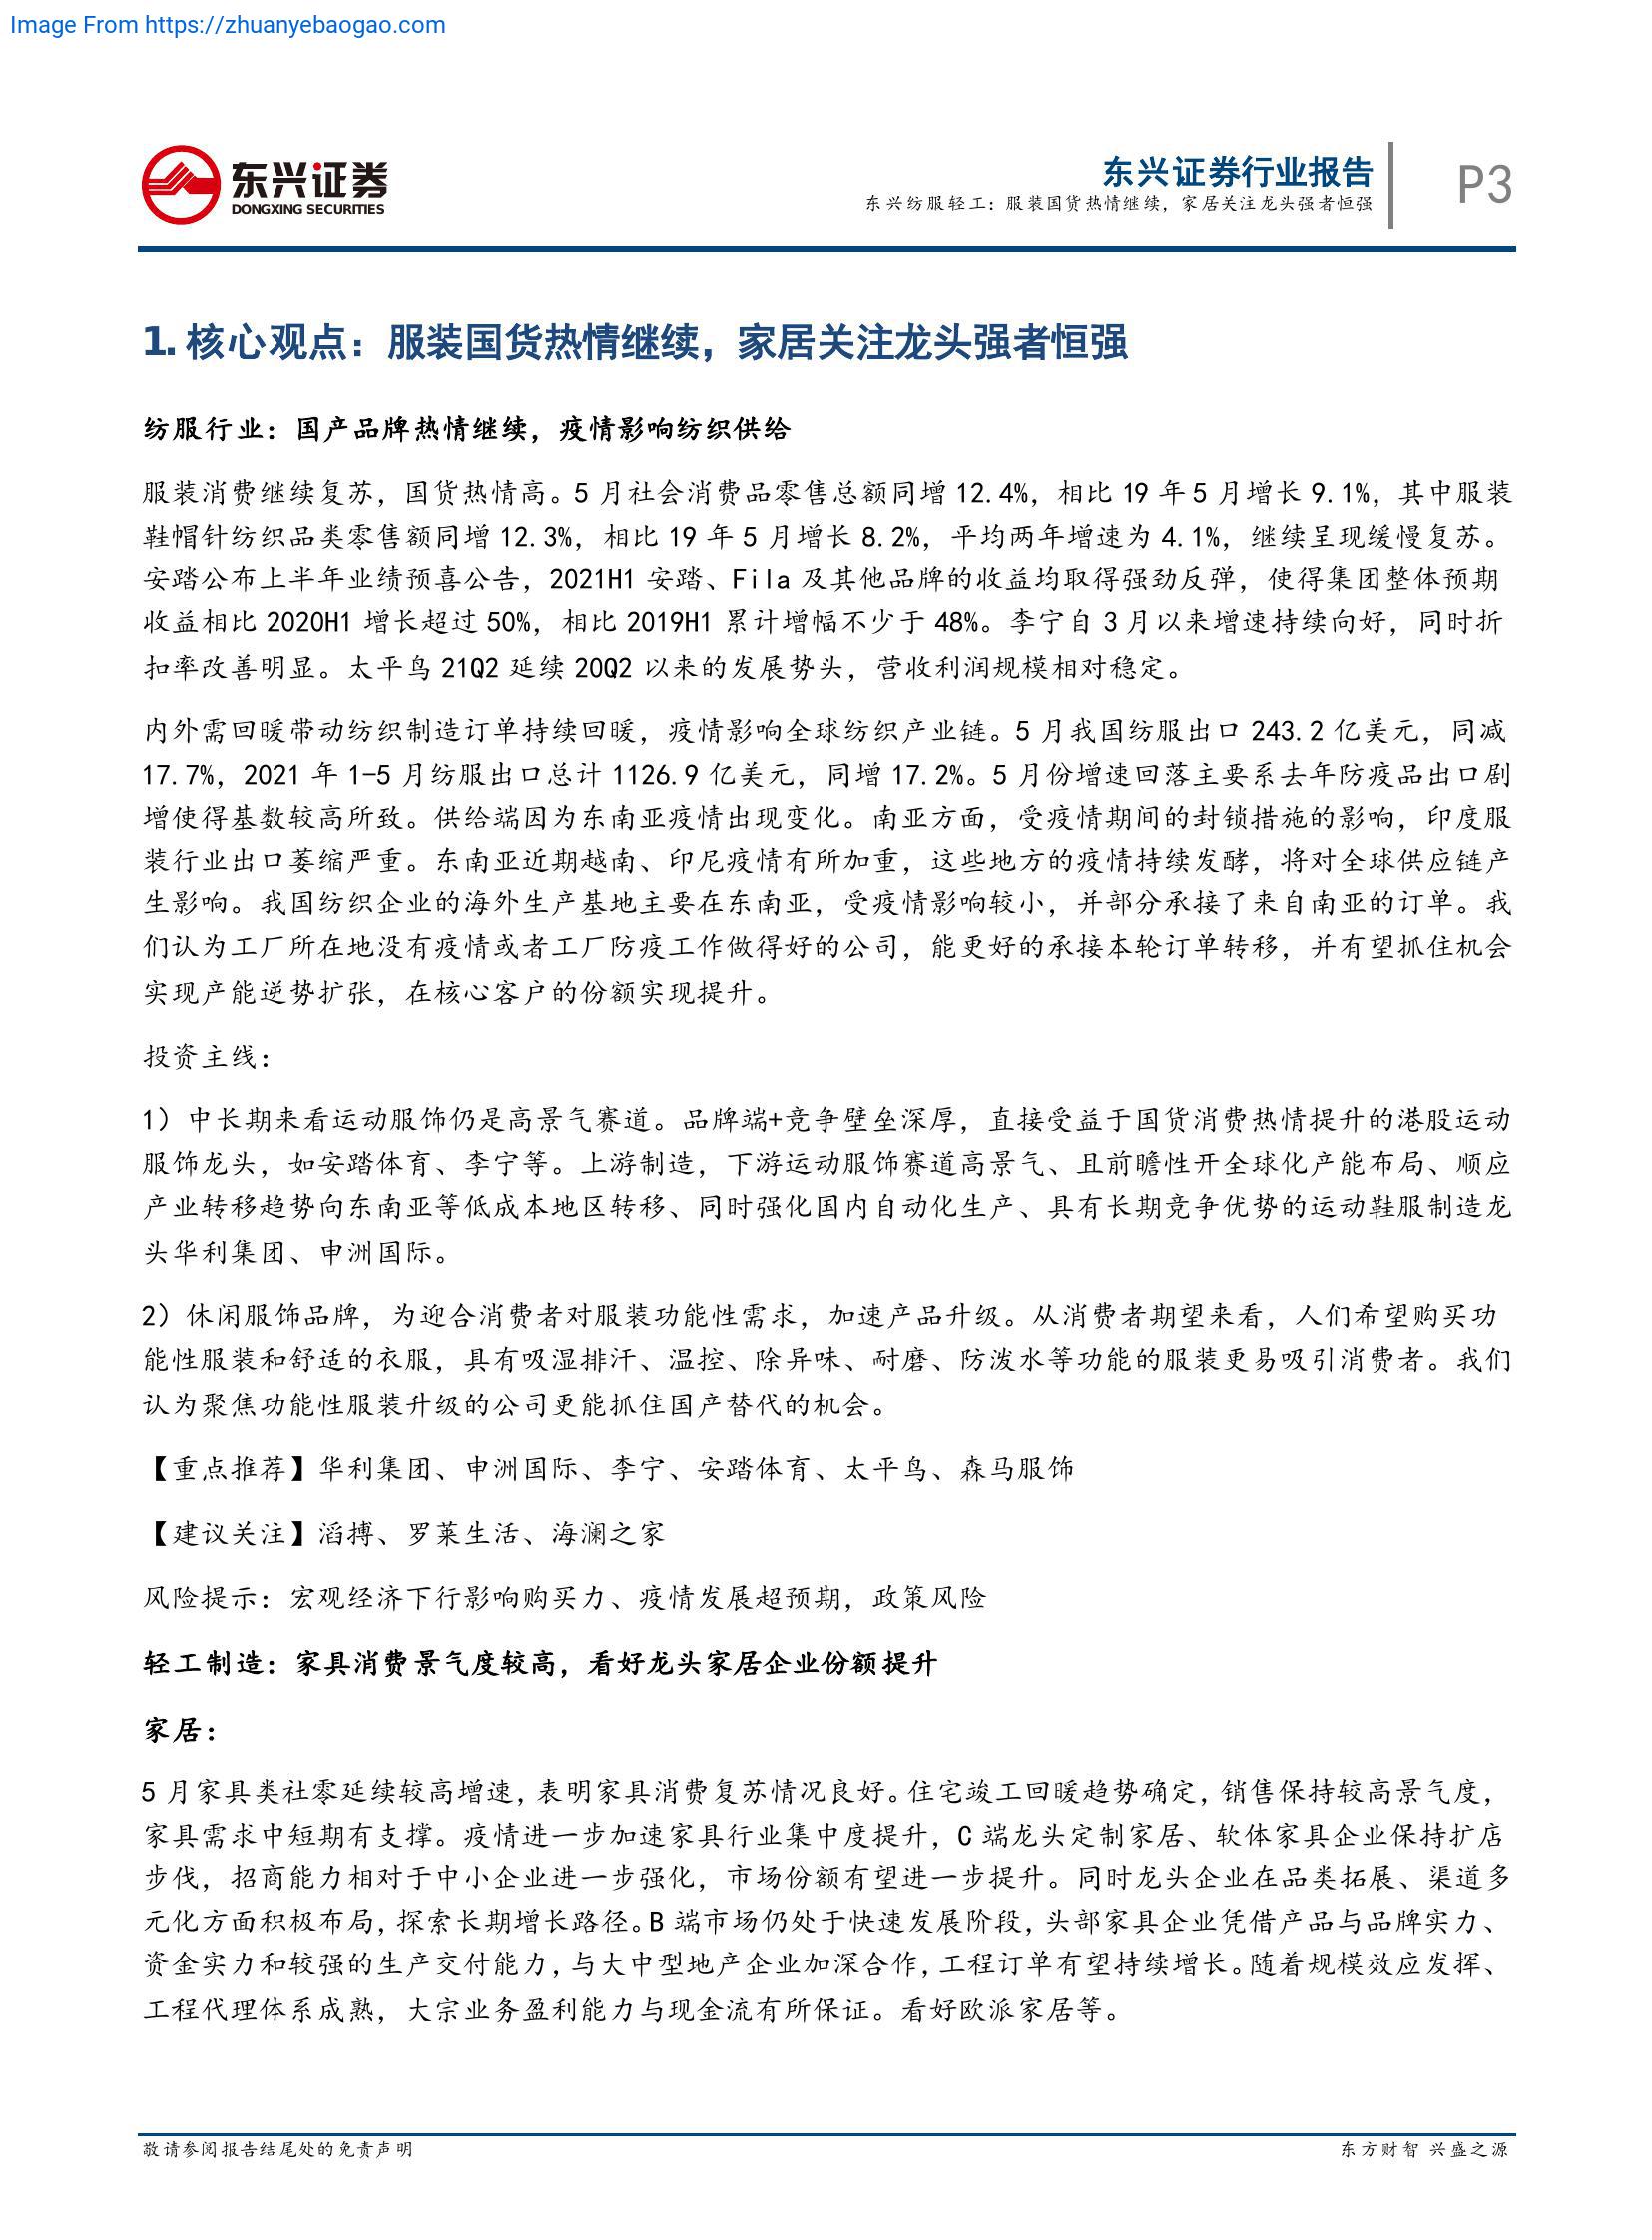 Image From https://zhuanyebaogao.com
东兴证券
DONGXING SECURITIES
东兴证券行业报告
东兴纺服轻工：服装国货热情继续，家居关注龙头强者恒强
P3
1. 核心观点：服装国货热情继续，家居关注龙头强者恒强
纺服行业：国产品牌热情继续，疫情影响纺织供给
服装消费继续复苏，国货热情高。5 月社会消费品零售总额同增 12.4%，相比 19 年 5 月增长 9.1%，其中服装
鞋帽针纺织品类零售额同增 12.3%，相比 19 年 5 月增长 8.2%，平均两年增速为 4.1%，继续呈现缓慢复苏。
安踏公布上半年业绩预喜公告，2021H1 安踏、Fila 及其他品牌的收益均取得强劲反弹，使得集团整体预期
收益相比 2020H1 增长超过 50%，相比 2019H1 累计增幅不少于 48%。李宁自 3 月以来增速持续向好，同时折
扣率改善明显。太平鸟 21Q2 延续 20Q2 以来的发展势头，营收利润规模相对稳定。
内外需回暖带动纺织制造订单持续回暖，疫情影响全球纺织产业链。5 月我国纺服出口 243.2 亿美元，同减
17.7%，2021 年 1-5 月纺服出口总计 1126.9 亿美元，同增 17.2%。5 月份增速回落主要系去年防疫品出口剧
增使得基数较高所致。供给端因为东南亚疫情出现变化。南亚方面，受疫情期间的封锁措施的影响，印度服
装行业出口萎缩严重。东南亚近期越南、印尼疫情有所加重，这些地方的疫情持续发酵，将对全球供应链产
生影响。我国纺织企业的海外生产基地主要在东南亚，受疫情影响较小，并部分承接了来自南亚的订单。我
们认为工厂所在地没有疫情或者工厂防疫工作做得好的公司，能更好的承接本轮订单转移，并有望抓住机会
实现产能逆势扩张，在核心客户的份额实现提升。
投资主线：
1）中长期来看运动服饰仍是高景气赛道。品牌端+竞争壁垒深厚，直接受益于国货消费热情提升的港股运动
服饰龙头，如安踏体育、李宁等。上游制造，下游运动服饰赛道高景气、且前瞻性开全球化产能布局、顺应
产业转移趋势向东南亚等低成本地区转移、同时强化国内自动化生产、具有长期竞争优势的运动鞋服制造龙
头华利集团、申洲国际。
2）休闲服饰品牌，为迎合消费者对服装功能性需求，加速产品升级。从消费者期望来看，人们希望购买功
能性服装和舒适的衣服，具有吸湿排汗、温控、除异味、耐磨、防泼水等功能的服装更易吸引消费者。我们
认为聚焦功能性服装升级的公司更能抓住国产替代的机会。
【重点推荐】华利集团、申洲国际、李宁、安踏体育、太平鸟、森马服饰
【建议关注】滔搏、罗莱生活、海澜之家
风险提示：宏观经济下行影响购买力、疫情发展超预期，政策风险
轻工制造：家具消费景气度较高，看好龙头家居企业份额提升
家居：
5 月家具类社零延续较高增速，表明家具消费复苏情况良好。住宅竣工回暖趋势确定，销售保持较高景气度，
家具需求中短期有支撑。疫情进一步加速家具行业集中度提升，C 端龙头定制家居、软体家具企业保持扩店
步伐，招商能力相对于中小企业进一步强化，市场份额有望进一步提升。同时龙头企业在品类拓展、渠道多
元化方面积极布局，探索长期增长路径。B 端市场仍处于快速发展阶段，头部家具企业凭借产品与品牌实力、
资金实力和较强的生产交付能力，与大中型地产企业加深合作，工程订单有望持续增长。随着规模效应发挥、
工程代理体系成熟，大宗业务盈利能力与现金流有所保证。看好欧派家居等。
敬请参阅报告结尾处的免责声明
东方财智 兴盛之源